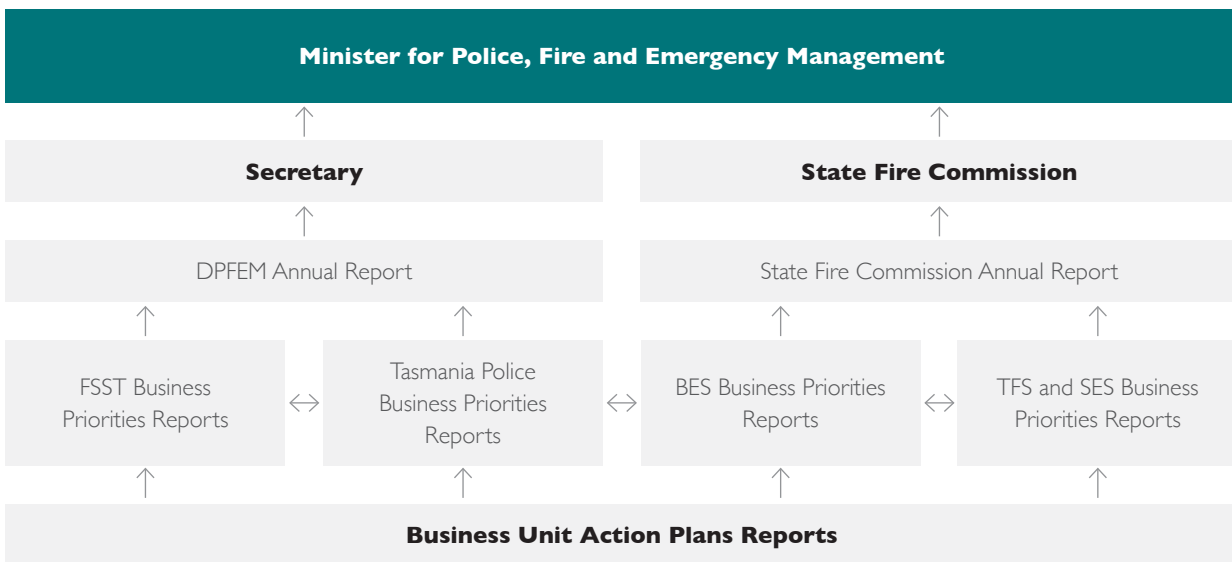 Minister for Police, Fire and Emergency Management
Secretary
State Fire Commission
DPFEM Annual Report
State Fire Commission Annual Report
FSST Business
Priorities Reports
Tasmania Police
Business Priorities
Reports
BES Business Priorities
Reports
TFS and SES Business
Priorities Reports
Business Unit Action Plans Reports